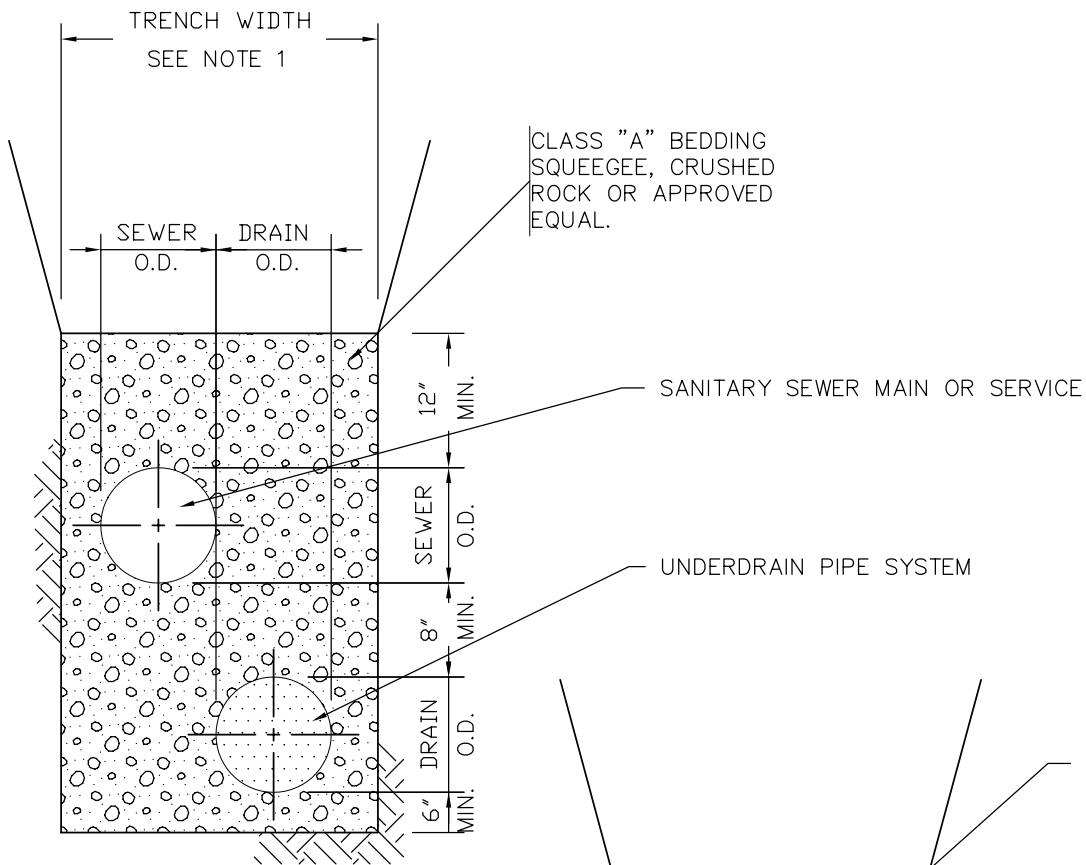 TRENCH WIDTH
SEE NOTE 1
CLASS "A" BEDDING
SQUEEGEE, CRUSHED
ROCK OR APPROVED
EQUAL.
SEWER
O.D.
DRAIN
O.D.
12"
MIN.
SANITARY SEWER MAIN OR SERVICE
SEWER
O.D.
UNDERDRAIN PIPE SYSTEM
8"
MIN.
DRAIN
O.D.
6"
MIN.